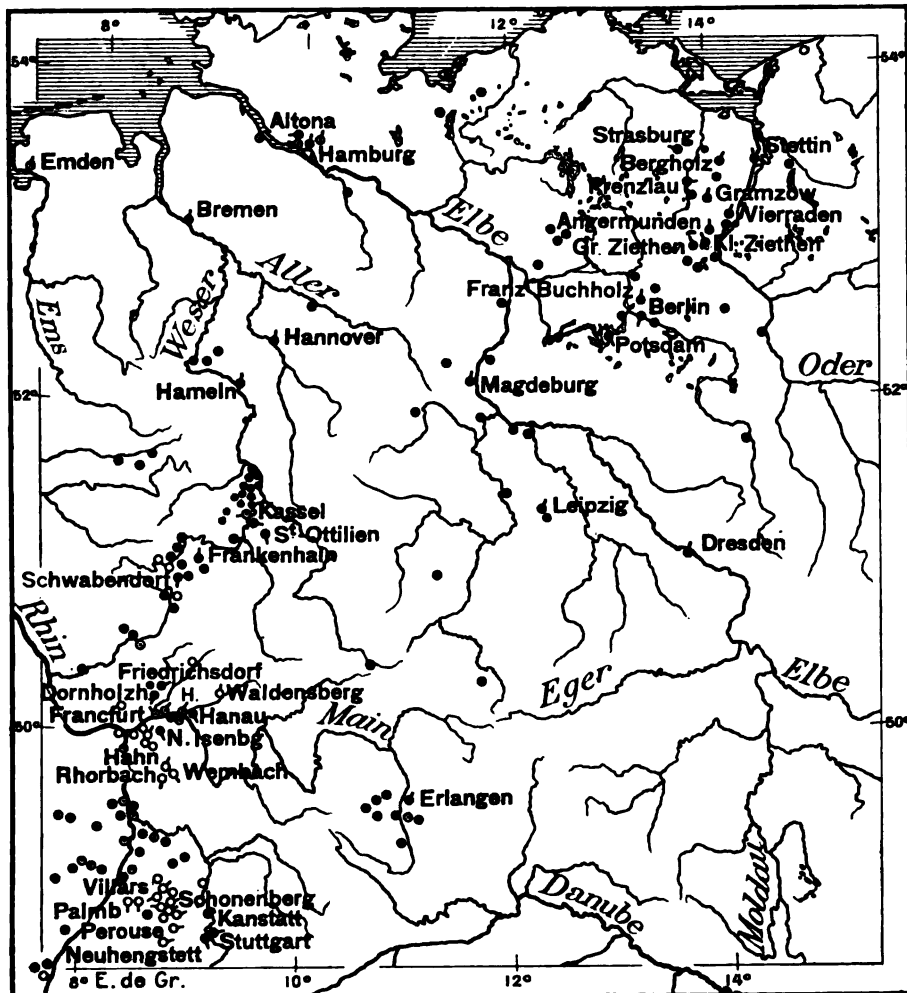 8°
12°
14°
54°
54°
Altona
Hamburg
Strasburg
Stettin
Bergholz
Emden
Prenzlau
Gramzow
Bremen
Elbe
Vierraden
Angermunden
Gr. Ziethen
Kl. Ziethen
Aller
Franz. Buchholz
Berlin
Weser
Ems
Hannover
Potsdam
Oder
Hameln
Magdeburg
52°
52°
Kassel
Leipzig
St Ottilien
Frankenhain
Dresden
Schwabendorf
Rhin
Friedrichsdorf
Elbe
Dornholzh.
H.
Waldensberg
Eger
Francfurt
Hanau
Main
50°
50°
N. Isenbg
Hahn
Rhorbach
Wembach
Erlangen
Villars
Schonenberg
Danube
Moldau
Palmb
Kanstatt
Perouse
Stuttgart
Neuhengstett
8° E. de Gr.
10°
12°
14°